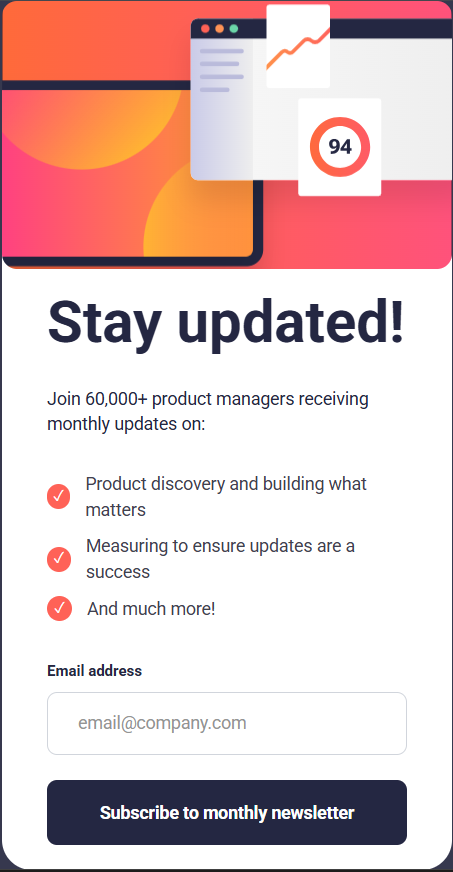 94
Stay updated!
Join 60,000+ product managers receiving
monthly updates on:
Product discovery and building what
matters
Measuring to ensure updates are a
success
And much more!
Email address
email@company.com
Subscribe to monthly newsletter